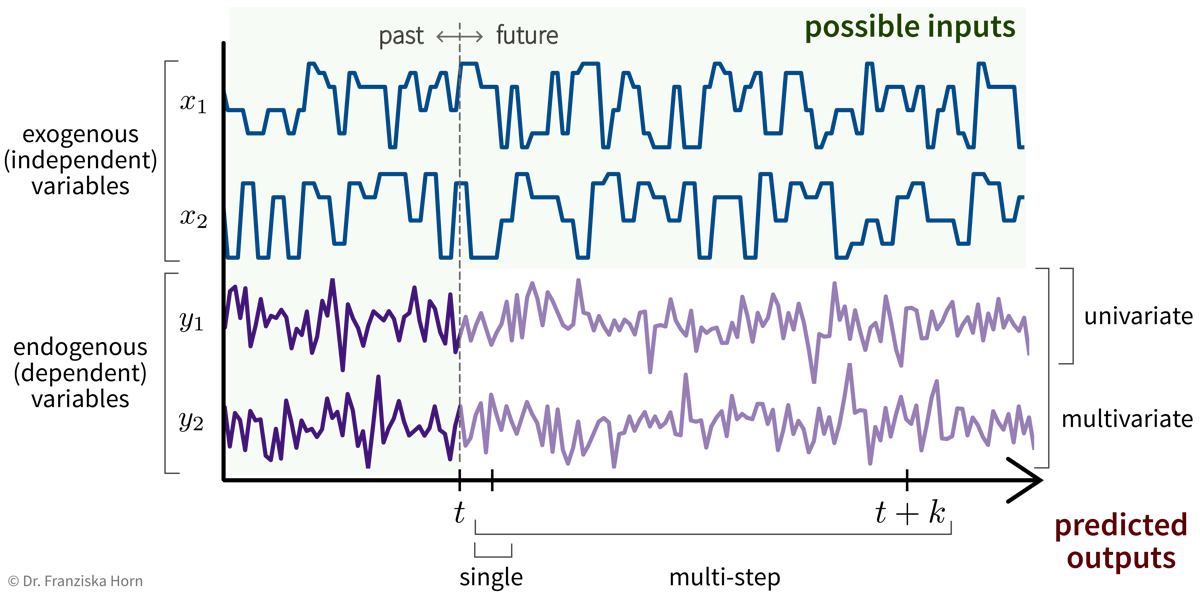 possible inputs
past
future
x₁
exogenous
(independent)
variables
x₂
y₁
univariate
endogenous
(dependent)
variables
y₂
multivariate
t
t + k
predicted
outputs
single
multi-step
© Dr. Franziska Horn